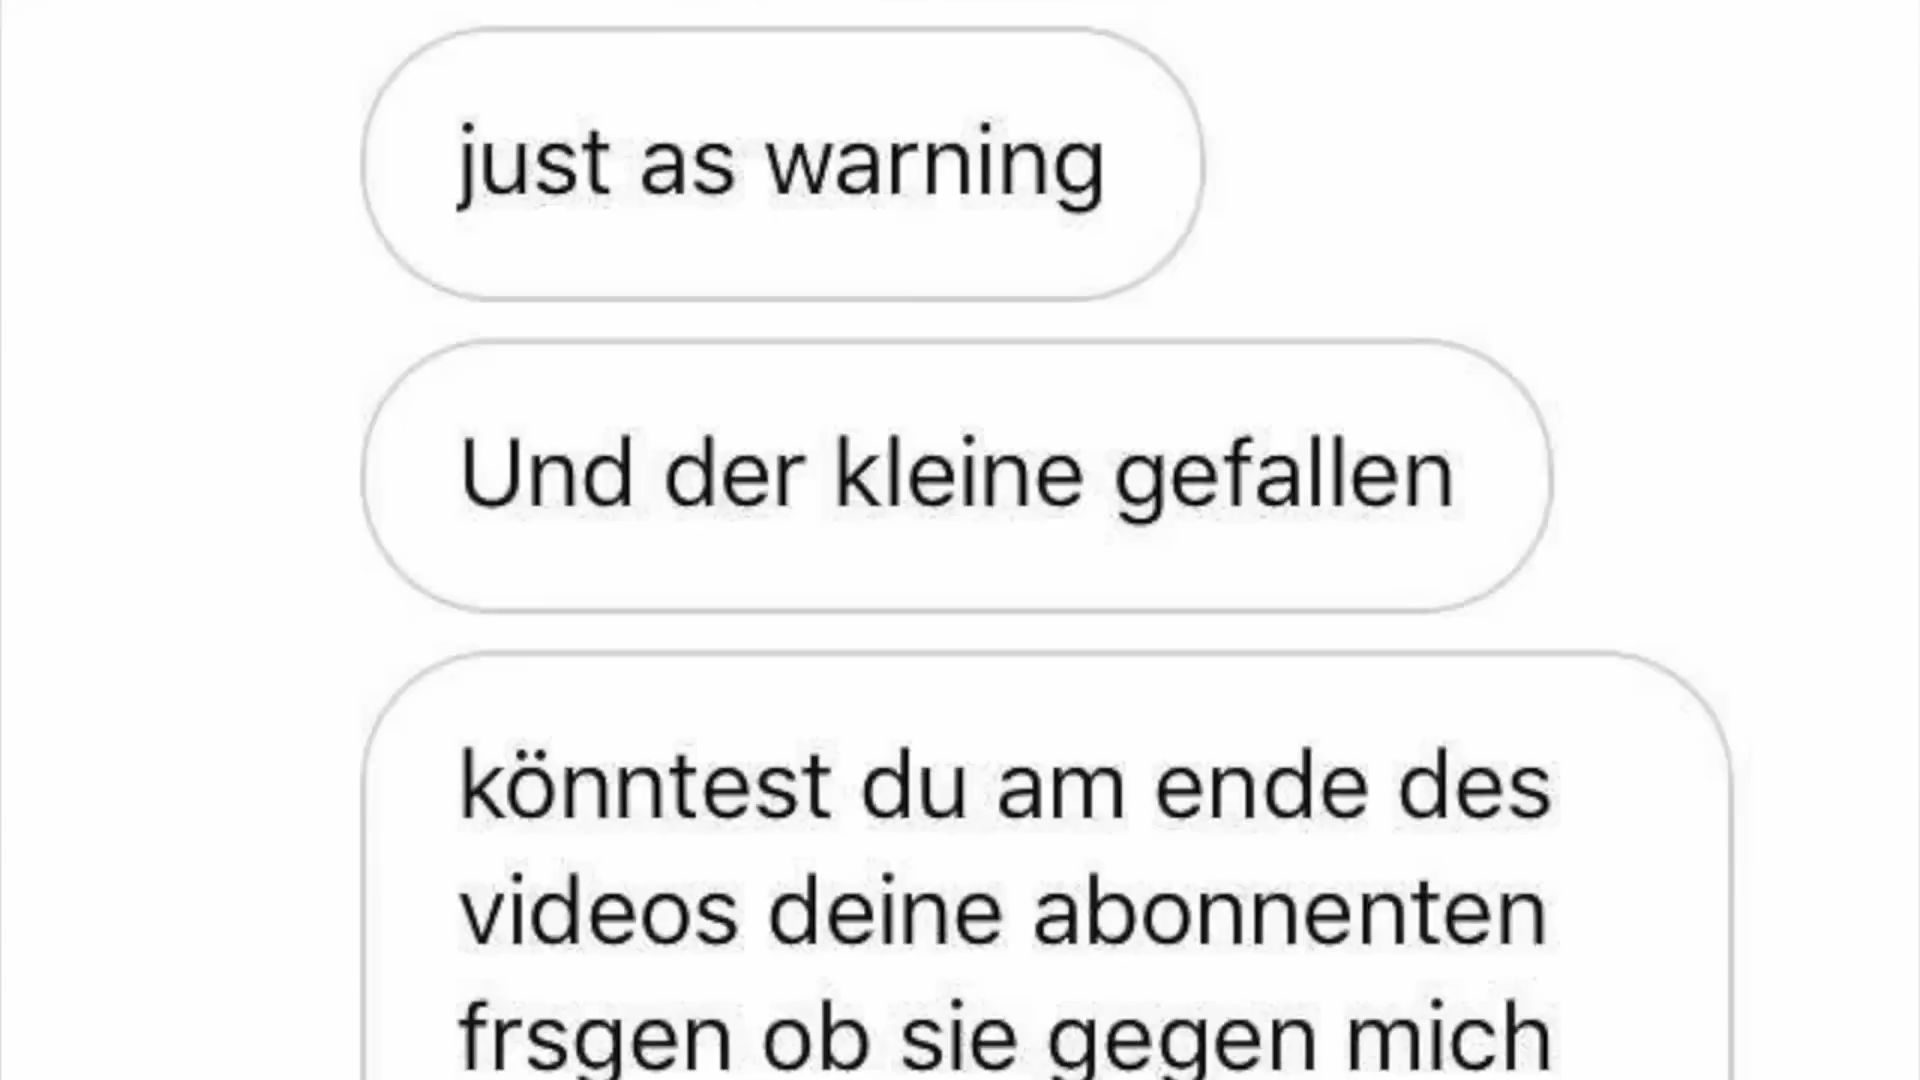 just as warning
Und der kleine gefallen
könntest du am ende des
videos deine abonnenten
frsgen ob sie gegen mich